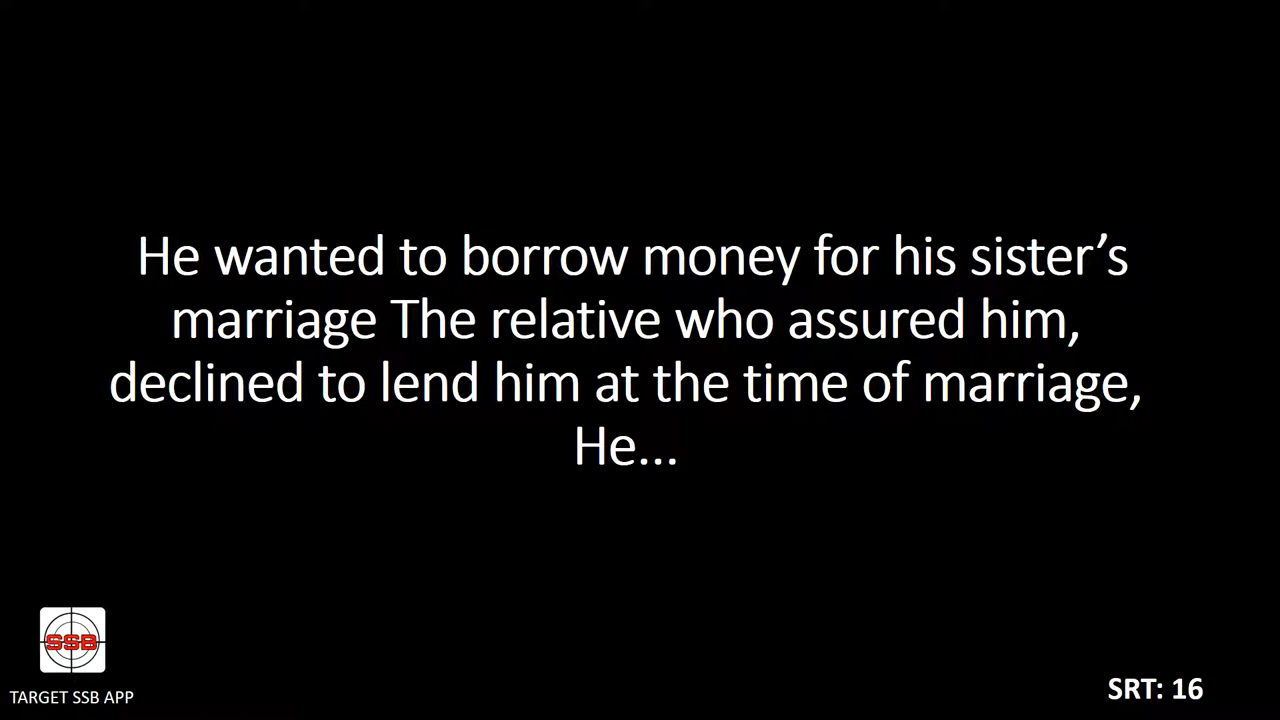 He wanted to borrow money for his sister’s
marriage The relative who assured him,
declined to lend him at the time of marriage,
He...
SSB
TARGET SSB APP
SRT: 16